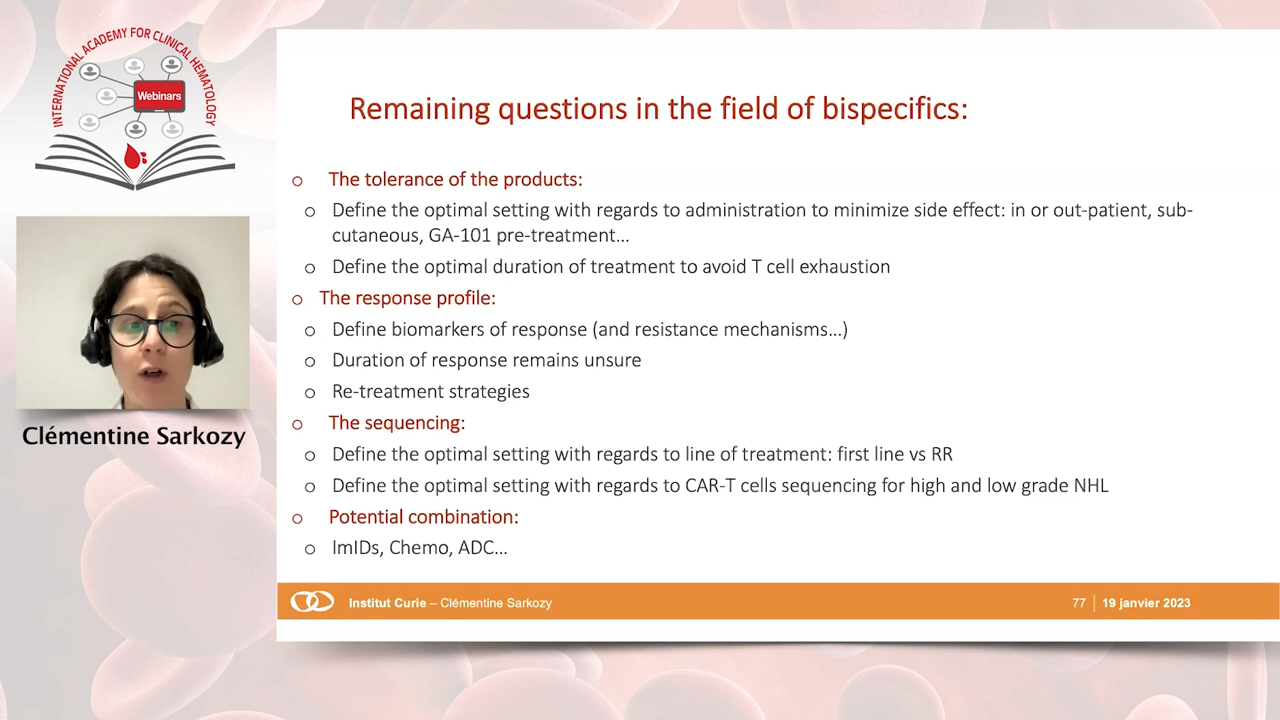 INTERNATIONAL ACADEMY FOR CLINICAL HEMATOLOGY
Webinars
Clémentine Sarkozy
Remaining questions in the field of bispecifics:
o The tolerance of the products:
o Define the optimal setting with regards to administration to minimize side effect: in or out-patient, sub-
cutaneous, GA-101 pre-treatment...
o Define the optimal duration of treatment to avoid T cell exhaustion
o The response profile:
o Define biomarkers of response (and resistance mechanisms...)
o Duration of response remains unsure
o Re-treatment strategies
o The sequencing:
o Define the optimal setting with regards to line of treatment: first line vs RR
o Define the optimal setting with regards to CAR-T cells sequencing for high and low grade NHL
o Potential combination:
o ImIDs, Chemo, ADC...
Institut Curie – Clémentine Sarkozy
77 | 19 janvier 2023